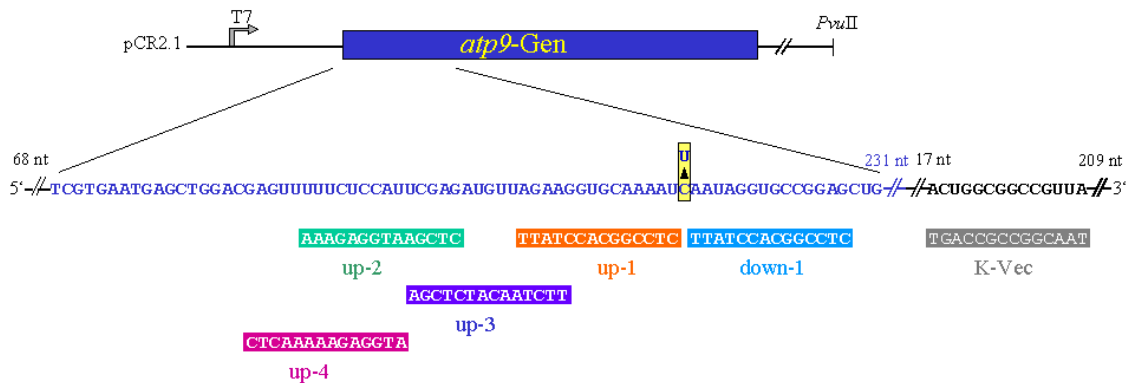 T7
pCR2.1
atp9-Gen
PvuII
68 nt
U
231 nt
17 nt
209 nt
5'
TCGTGAATGAGCTGGACGAGUUUUUCUCCAUUCGAGAUGUUAGAAGGUGCAAAAUCAAUAGGUGCCGGAGCUG
ACUGGCGGCCGUUA
3'
AAAGAGGTAAGCTC
TTATCCACGGCCTC
TTATCCACGGCCTC
TGACCGCCGGCAAT
up-2
up-1
down-1
K-Vec
AGCTCTACAATCTT
up-3
CTCAAAAAGAGGTA
up-4